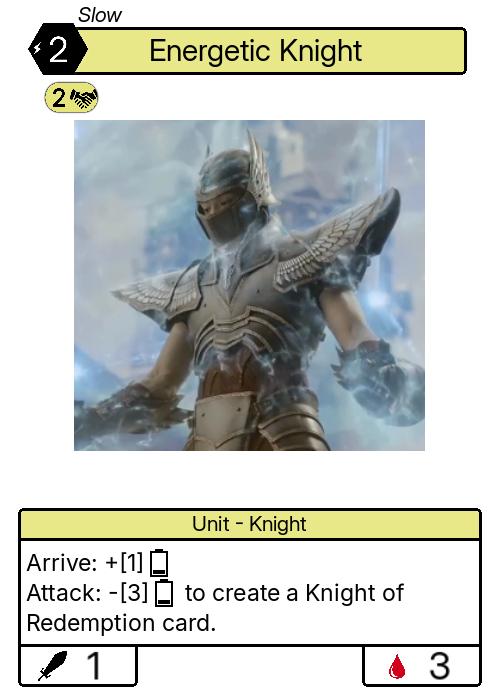 Slow
2 Energetic Knight
2
Unit - Knight
Arrive: +[1]
Attack: -[3] to create a Knight of
Redemption card.
1 3